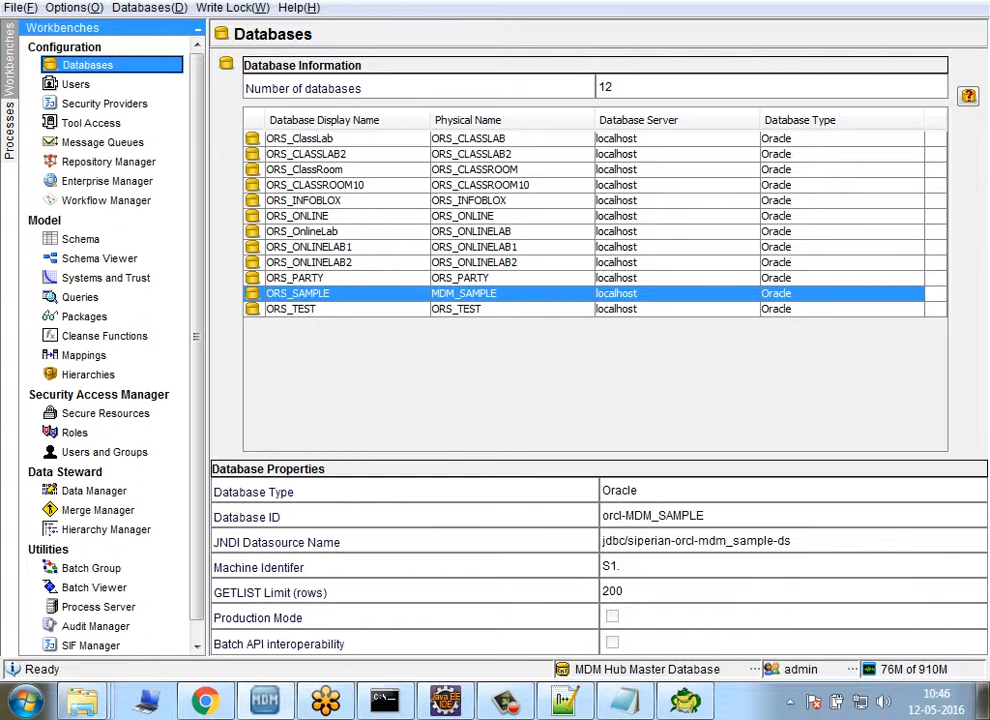 File(F) Options(O) Databases(D) Write Lock(W) Help(H)
Workbenches
Processes
Workbenches
Configuration
Databases
Users
Security Providers
Tool Access
Message Queues
Repository Manager
Enterprise Manager
Workflow Manager
Model
Schema
Schema Viewer
Systems and Trust
Queries
Packages
Cleanse Functions
Mappings
Hierarchies
Security Access Manager
Secure Resources
Roles
Users and Groups
Data Steward
Data Manager
Merge Manager
Hierarchy Manager
Utilities
Batch Group
Batch Viewer
Process Server
Audit Manager
SIF Manager
Databases
Database Information
Number of databases 12
Database Display Name Physical Name Database Server Database Type
ORS_ClassLab ORS_CLASSLAB localhost Oracle
ORS_CLASSLAB2 ORS_CLASSLAB2 localhost Oracle
ORS_ClassRoom ORS_CLASSROOM localhost Oracle
ORS_CLASSROOM10 ORS_CLASSROOM10 localhost Oracle
ORS_INFOBLOX ORS_INFOBLOX localhost Oracle
ORS_ONLINE ORS_ONLINE localhost Oracle
ORS_OnlineLab ORS_ONLINELAB localhost Oracle
ORS_ONLINELAB1 ORS_ONLINELAB1 localhost Oracle
ORS_ONLINELAB2 ORS_ONLINELAB2 localhost Oracle
ORS_PARTY ORS_PARTY localhost Oracle
ORS_SAMPLE MDM_SAMPLE localhost Oracle
ORS_TEST ORS_TEST localhost Oracle
Database Properties
Database Type Oracle
Database ID orcl-MDM_SAMPLE
JNDI Datasource Name jdbc/siperian-orcl-mdm_sample-ds
Machine Identifer S1.
GETLIST Limit (rows) 200
Production Mode
Batch API interoperability
Ready MDM Hub Master Database admin 76M of 910M
MDM
C:\.
Java EE
IDE
10:46
12-05-2016